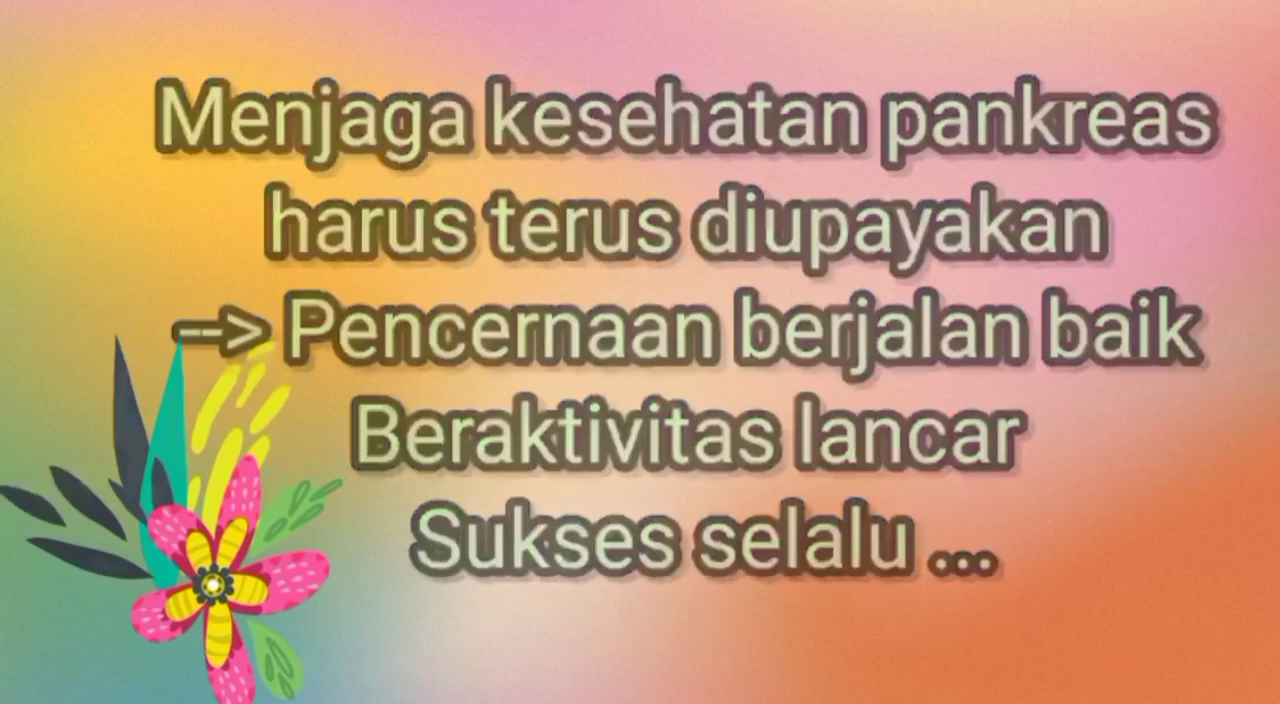 Menjaga kesehatan pankreas
harus terus diupayakan
--> Pencernaan berjalan baik
Beraktivitas lancar
Sukses selalu ...